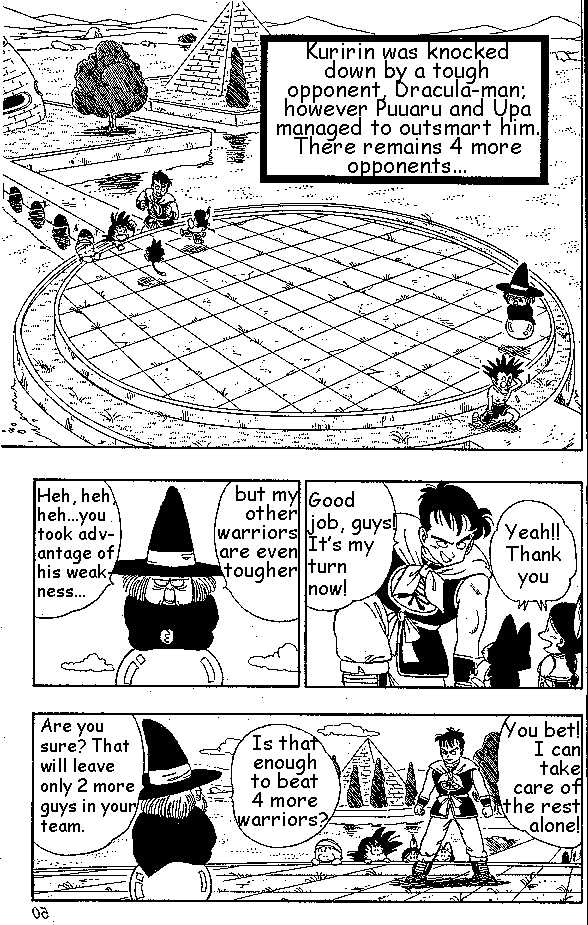 Kuririn was knocked
down by a tough
opponent, Dracula-man;
however Puuaru and Upa
managed to outsmart him.
There remains 4 more
opponents...
Heh, heh
heh...you
took adv-
antage of
his weak-
ness...
but my
other
warriors
are even
tougher
Good
job, guys!
It's my
turn
now!
Yeah!!
Thank
you
Are you
sure? That
will leave
only 2 more
guys in your
team.
Is that
enough
to beat
4 more
warriors?
You bet!
I can
take
care of
the rest
alone!